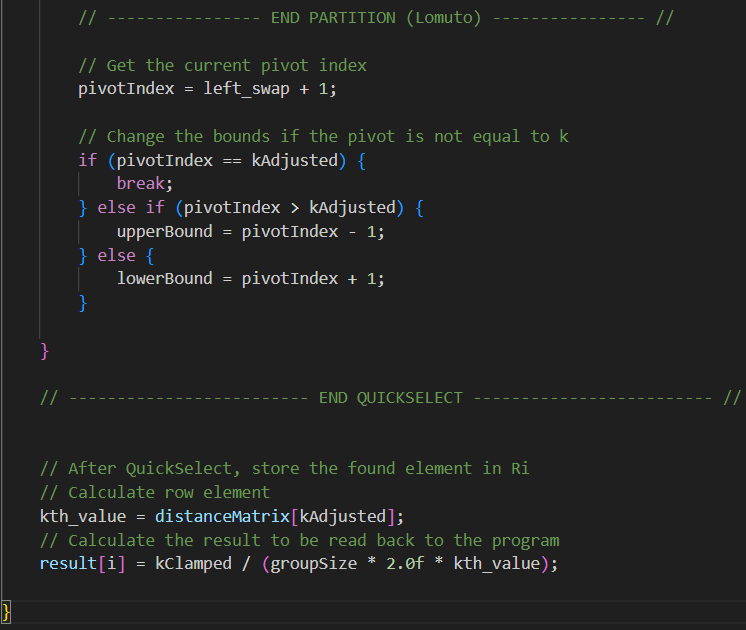 // ---------------- END PARTITION (Lomuto) ---------------- //
// Get the current pivot index
pivotIndex = left_swap + 1;
// Change the bounds if the pivot is not equal to k
if (pivotIndex == kAdjusted) {
break;
} else if (pivotIndex > kAdjusted) {
upperBound = pivotIndex - 1;
} else {
lowerBound = pivotIndex + 1;
}
}
// ------------------------- END QUICKSELECT ------------------------- //
// After QuickSelect, store the found element in Ri
// Calculate row element
kth_value = distanceMatrix[kAdjusted];
// Calculate the result to be read back to the program
result[i] = kClamped / (groupSize * 2.0f * kth_value);
}